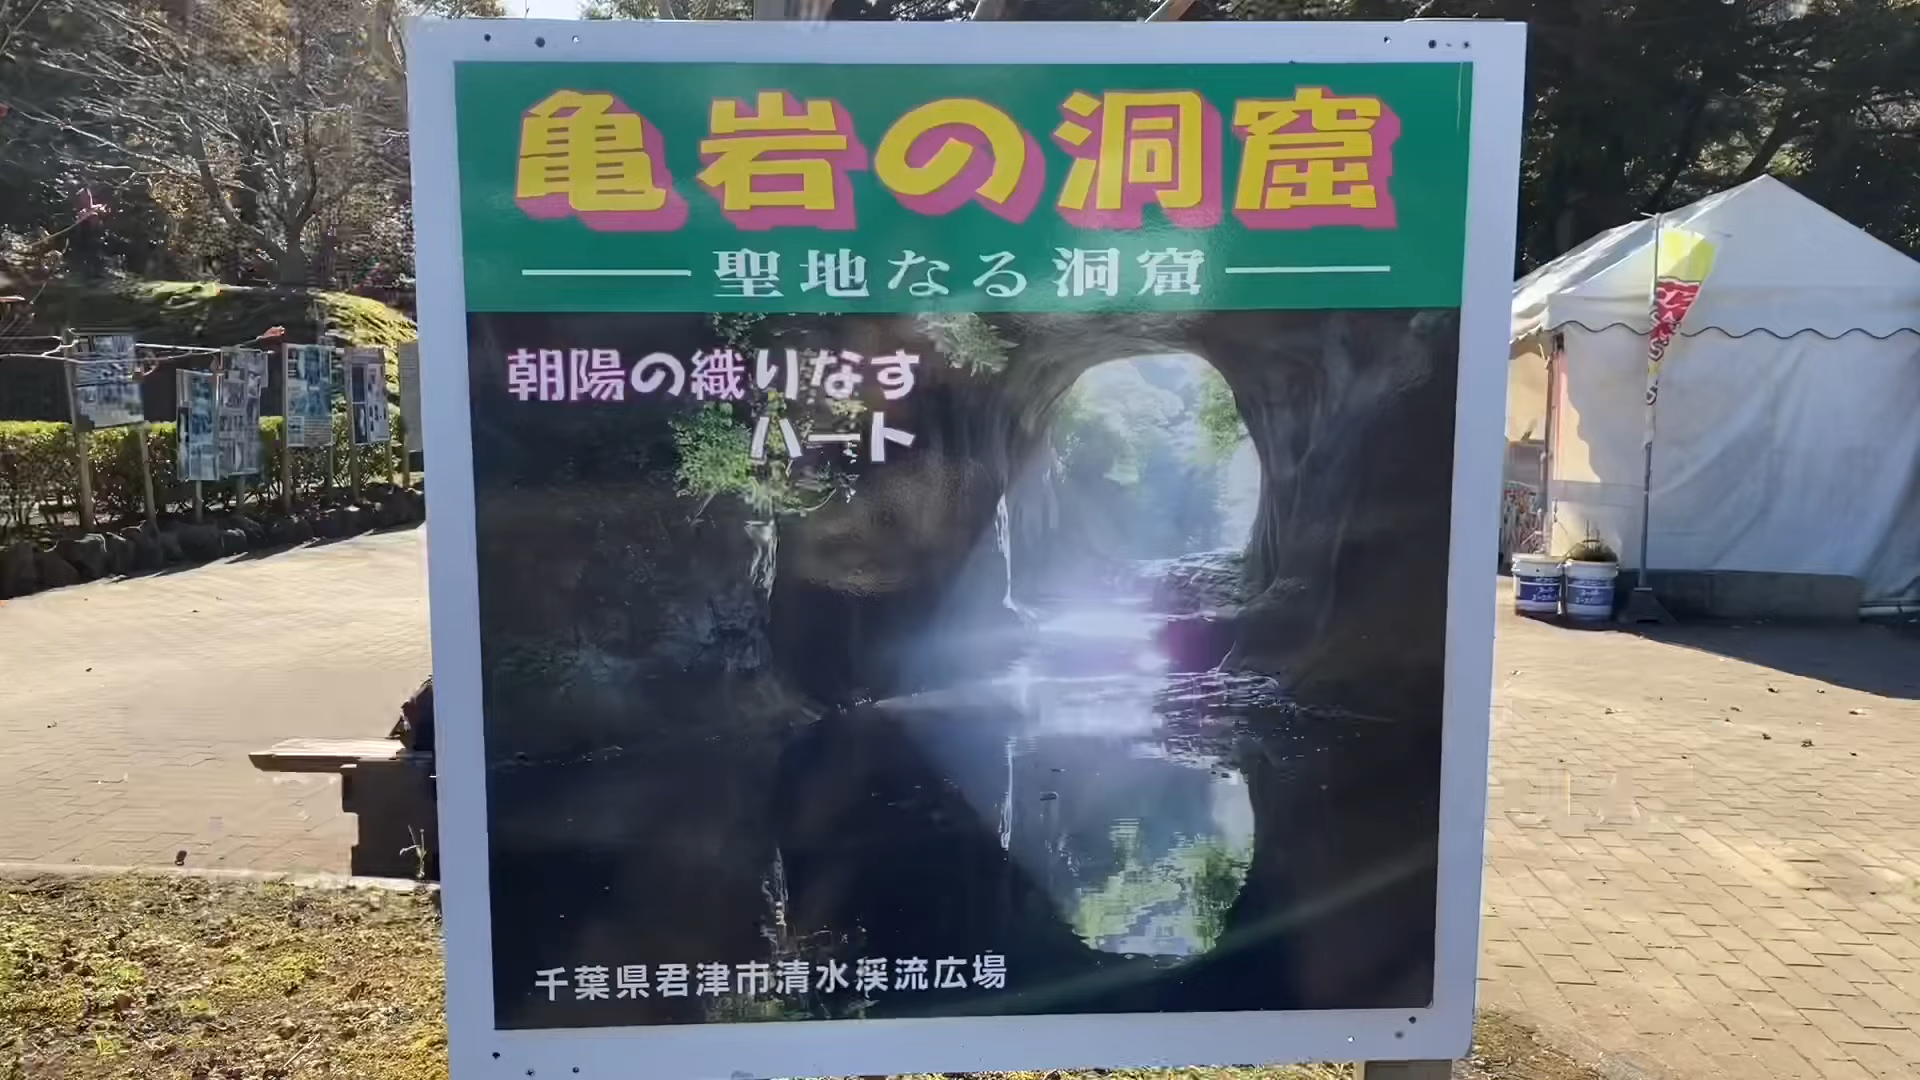 亀岩の洞窟
聖地なる洞窟
朝陽の織りなす
ハート
千葉県君津市清水渓流広場